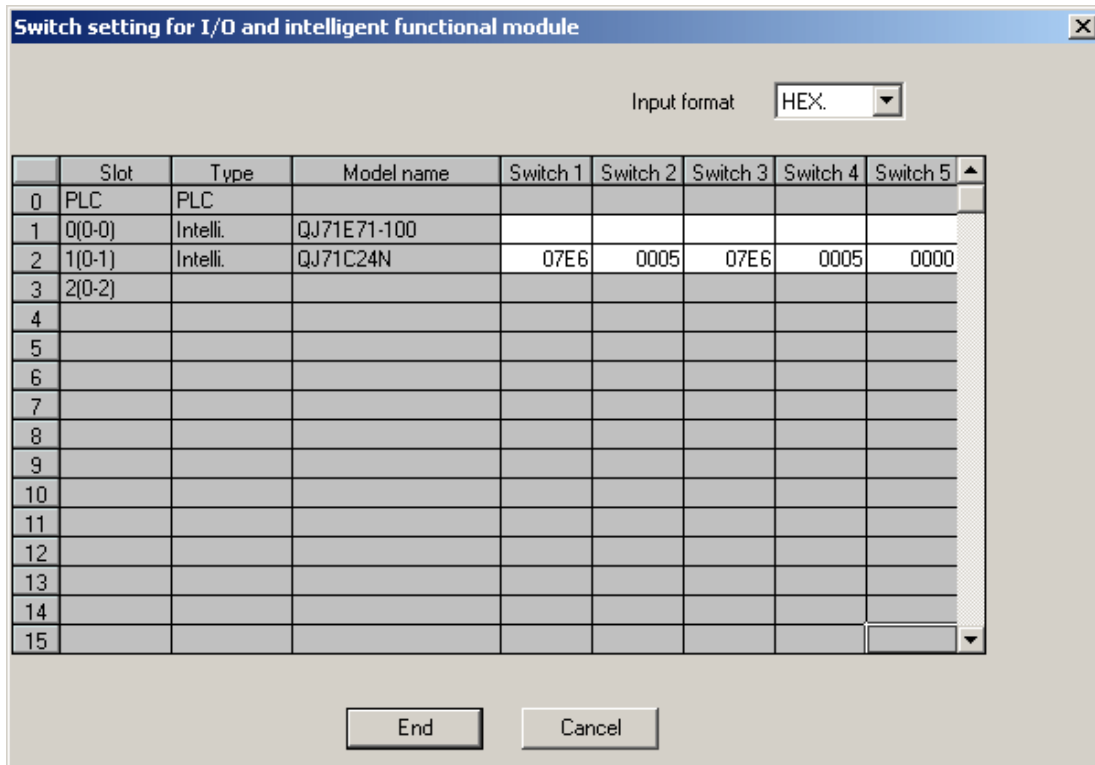 Switch setting for I/O and intelligent functional module
Input format HEX.
Slot Type Model name Switch 1 Switch 2 Switch 3 Switch 4 Switch 5
0 PLC PLC
1 0(0-0) Intelli. QJ71E71-100
2 1(0-1) Intelli. QJ71C24N 07E6 0005 07E6 0005 0000
3 2(0-2)
4
5
6
7
8
9
10
11
12
13
14
15
End Cancel